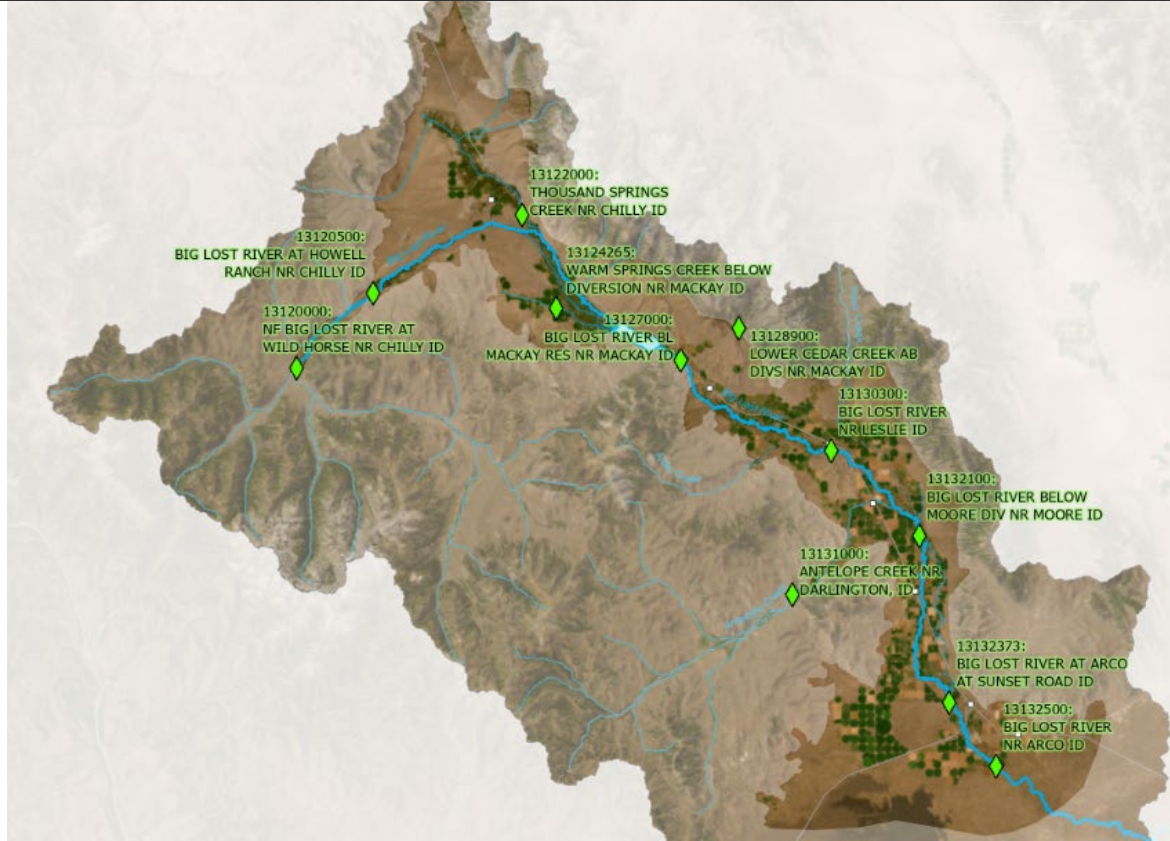 13122000:
THOUSAND SPRINGS
CREEK NR CHILLY ID
13120500:
BIG LOST RIVER AT HOWELL
RANCH NR CHILLY ID
13124265:
WARM SPRINGS CREEK BELOW
DIVERSION NR MACKAY ID
13120000:
NF BIG LOST RIVER AT
WILD HORSE NR CHILLY ID
13127000:
BIG LOST RIVER BL
MACKAY RES NR MACKAY ID
13128900:
LOWER CEDAR CREEK AB
DIVS NR MACKAY ID
13130300:
BIG LOST RIVER
NR LESLIE ID
13132100:
BIG LOST RIVER BELOW
MOORE DIV NR MOORE ID
13131000:
ANTELOPE CREEK NR
DARLINGTON, ID
13132373:
BIG LOST RIVER AT ARCO
AT SUNSET ROAD ID
13132500:
BIG LOST RIVER
NR ARCO ID